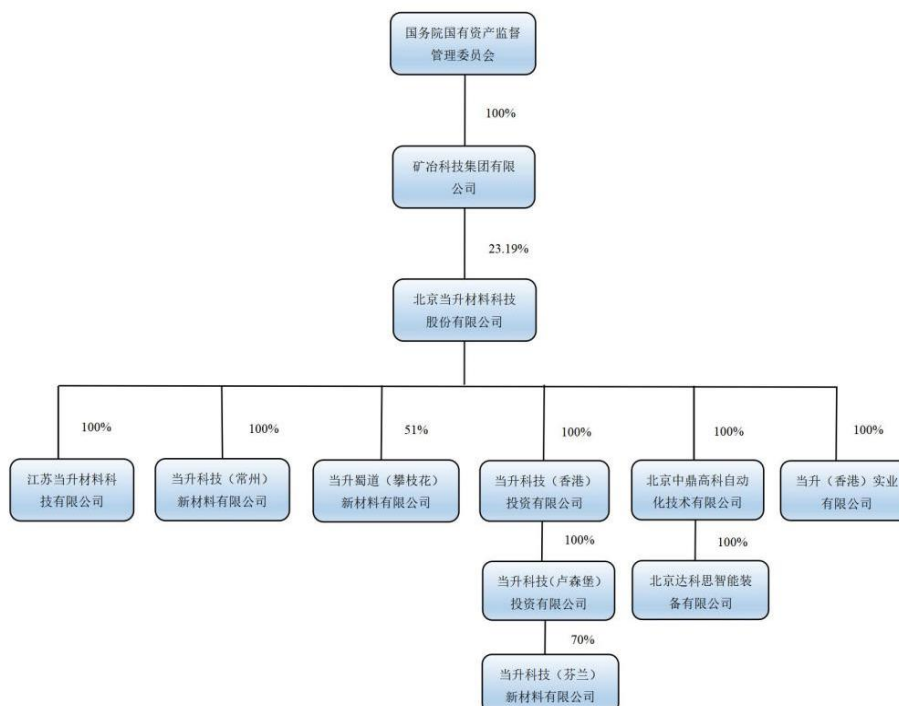 国务院国有资产监督
管理委员会
100%
矿冶科技集团有限
公司
23.19%
北京当升材料科技
股份有限公司
100%
100%
51%
100%
100%
100%
江苏当升材料科
技有限公司
当升科技（常州）
新材料有限公司
当升蜀道（攀枝花）
新材料有限公司
当升科技（香港）
投资有限公司
北京中鼎高科自动
化技术有限公司
当升（香港）实业
有限公司
100%
100%
当升科技（卢森堡）
投资有限公司
北京达科思智能装
备有限公司
70%
当升科技（芬兰）
新材料有限公司